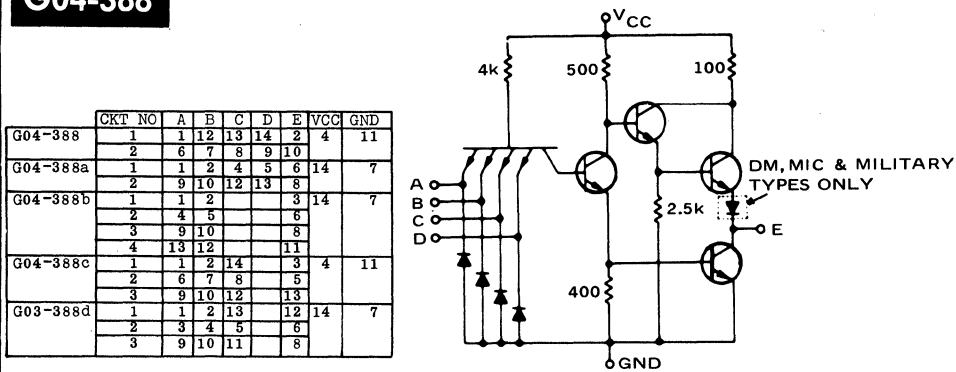 G04-388
CKT NO A B C D E VCC GND
G04-388 1 1 12 13 14 2 4 11
2 6 7 8 9 10
G04-388a 1 1 2 4 5 6 14 7
2 9 10 12 13 8
G04-388b 1 1 2 3 14 7
2 4 5 6
3 9 10 8
4 13 12 11
G04-388c 1 1 2 14 3 4 11
2 6 7 8 5
3 9 10 12 13
G03-388d 1 1 2 13 12 14 7
2 3 4 5 6
3 9 10 11 8
VCC
4k
500
100
A
B
C
D
DM, MIC & MILITARY
TYPES ONLY
2.5k
E
400
GND